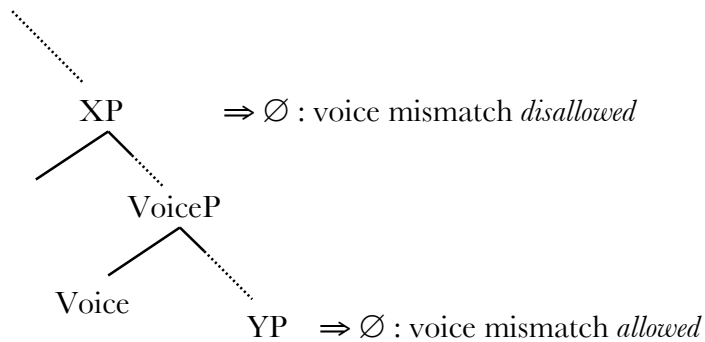 XP ⇒ ∅ : voice mismatch disallowed
VoiceP
Voice
YP ⇒ ∅ : voice mismatch allowed